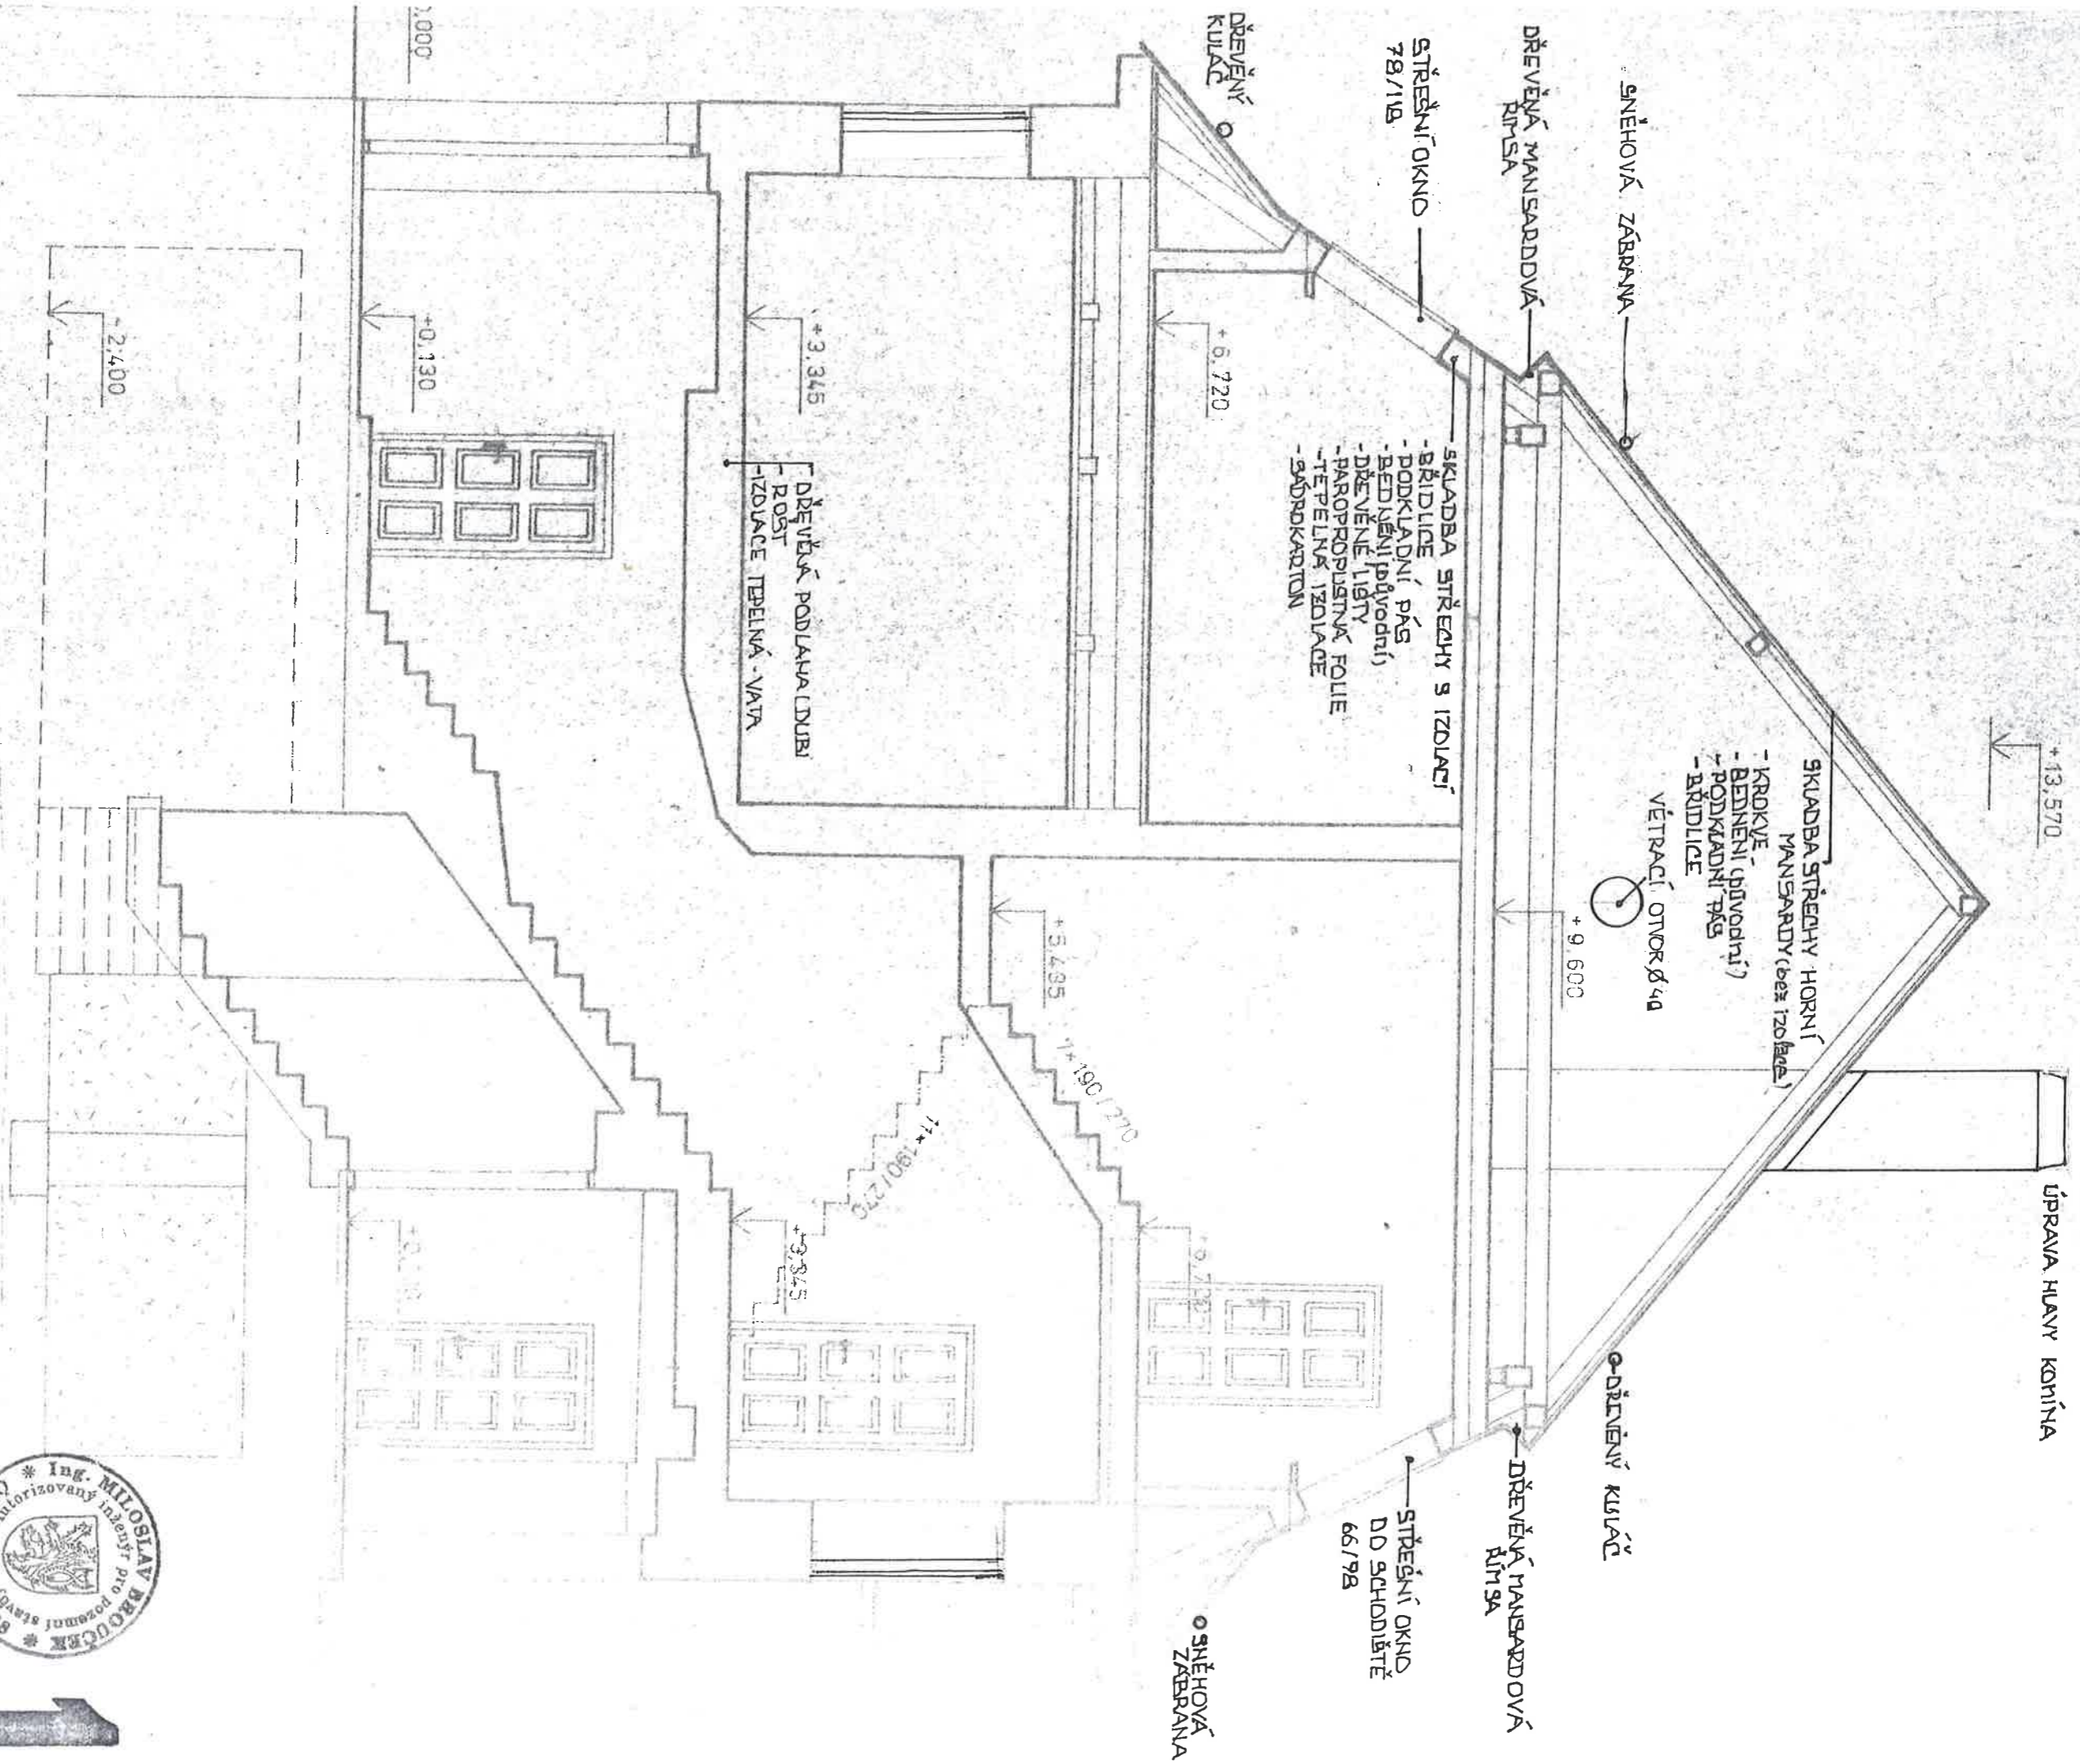 ÚPRAVA HLAVY KOMÍNA
+13,570
SKLADBA STŘECHY HORNÍ
MANSARDY (bez izolace)
- KROKVE
- BEDNĚNÍ (původní)
- PODKLADNÍ PÁS
- BŘIDLICE
VĚTRACÍ OTVOR Ø40
SNĚHOVÁ ZÁBRANA
DŘEVĚNÝ KULÁČ
+9,600
DŘEVĚNÁ MANSARDOVÁ
ŘÍMSA
DŘEVĚNÁ MANSARDOVÁ
ŘÍMSA
STŘEŠNÍ OKNO
78/118
SKLADBA STŘECHY S IZOLACÍ
- BŘIDLICE
- PODKLADNÍ PÁS
- BEDNĚNÍ (původní)
- DŘEVĚNÉ LIŠTY
- PAROPROPUSTNÁ FOLIE
- TEPELNÁ IZOLACE
- SÁDROKARTON
STŘEŠNÍ OKNO
DO SCHODIŠTĚ
66/98
DŘEVĚNÝ
KULÁČ
+6,720
SNĚHOVÁ
ZÁBRANA
7×190/270
+5,485
11×190/270
+3,345
DŘEVĚNÁ PODLAHA (DUB)
- ROŠT
- IZOLACE TEPELNÁ - VATA
+3,345
+0,130
-2,400
Ing. MILOSLAV BROUČEK
autorizovaný inženýr pro pozemní stavby
1